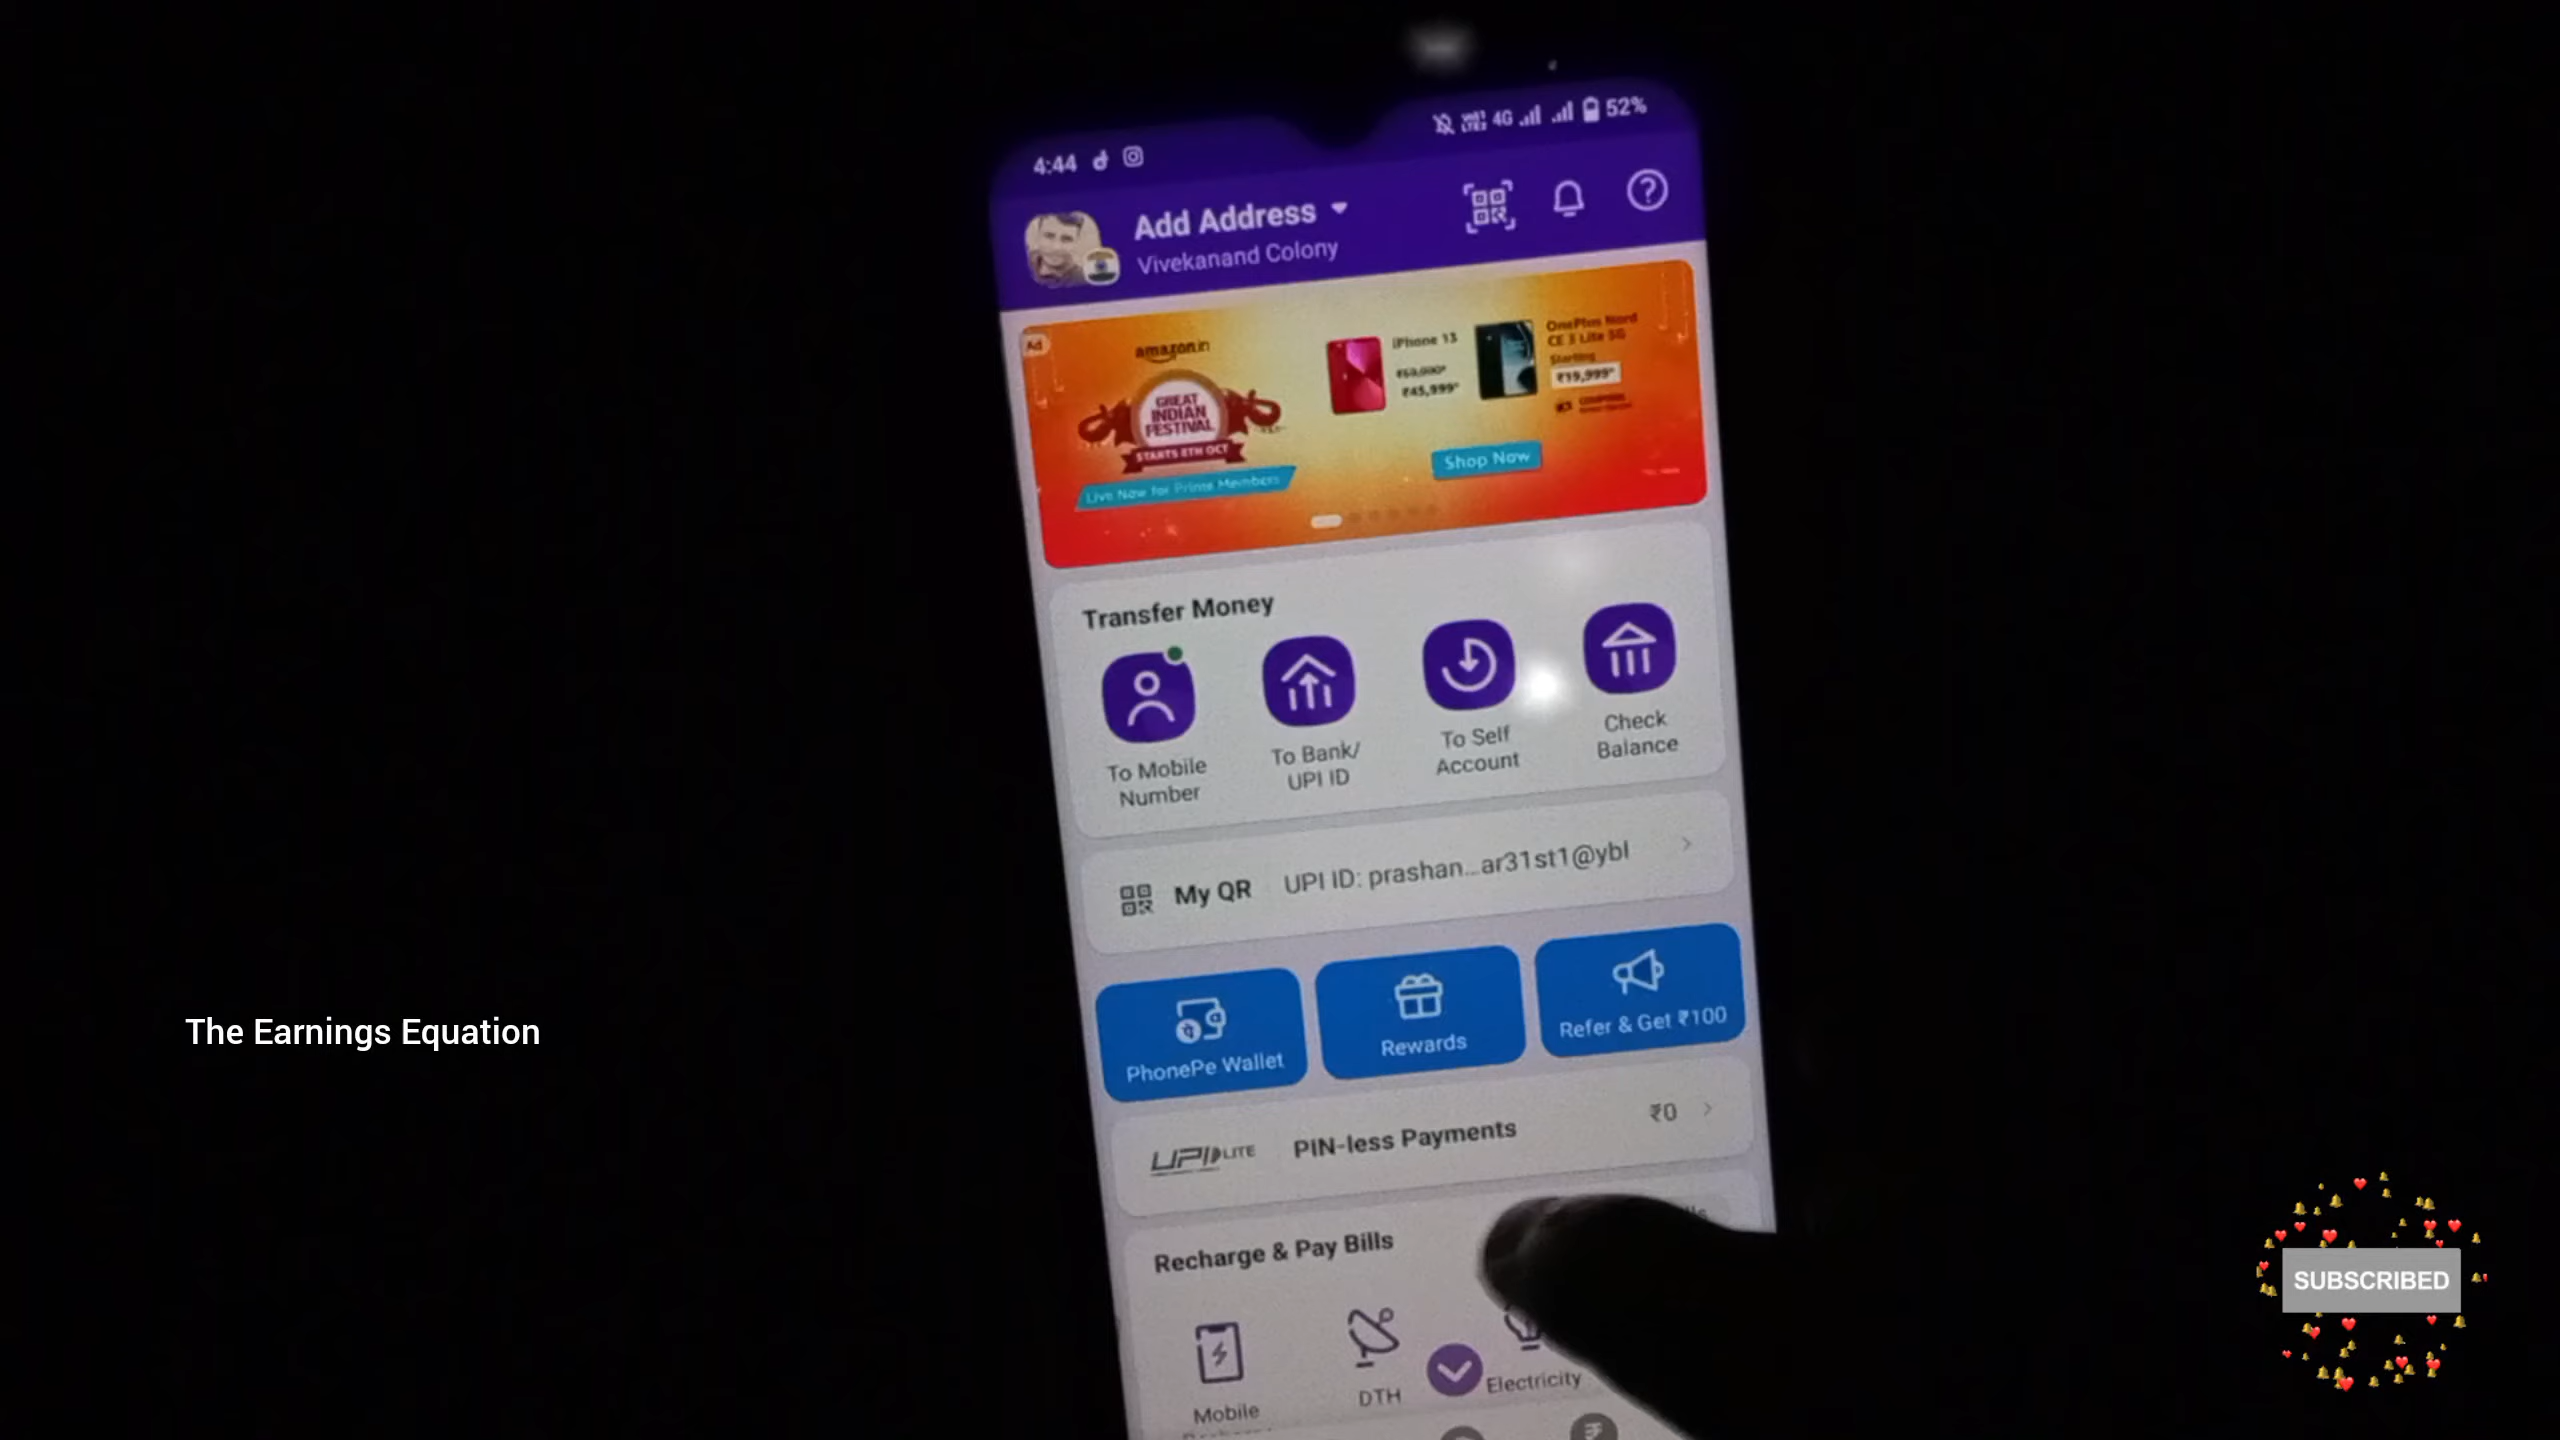 4:44
4G 52%
Add Address
Vivekanand Colony
Ad
amazon.in
GREAT
INDIAN
FESTIVAL
STARTS 8TH OCT
Live Now for Prime Members
iPhone 13
₹45,999*
OnePlus Nord
CE 3 Lite 5G
Starting
₹19,999*
Shop Now
Transfer Money
To Mobile
Number
To Bank/
UPI ID
To Self
Account
Check
Balance
My QR UPI ID: prashan...ar31st1@ybl
PhonePe Wallet
Rewards
Refer & Get ₹100
UPI LITE PIN-less Payments ₹0
Recharge & Pay Bills
Mobile
DTH
Electricity
The Earnings Equation
SUBSCRIBED